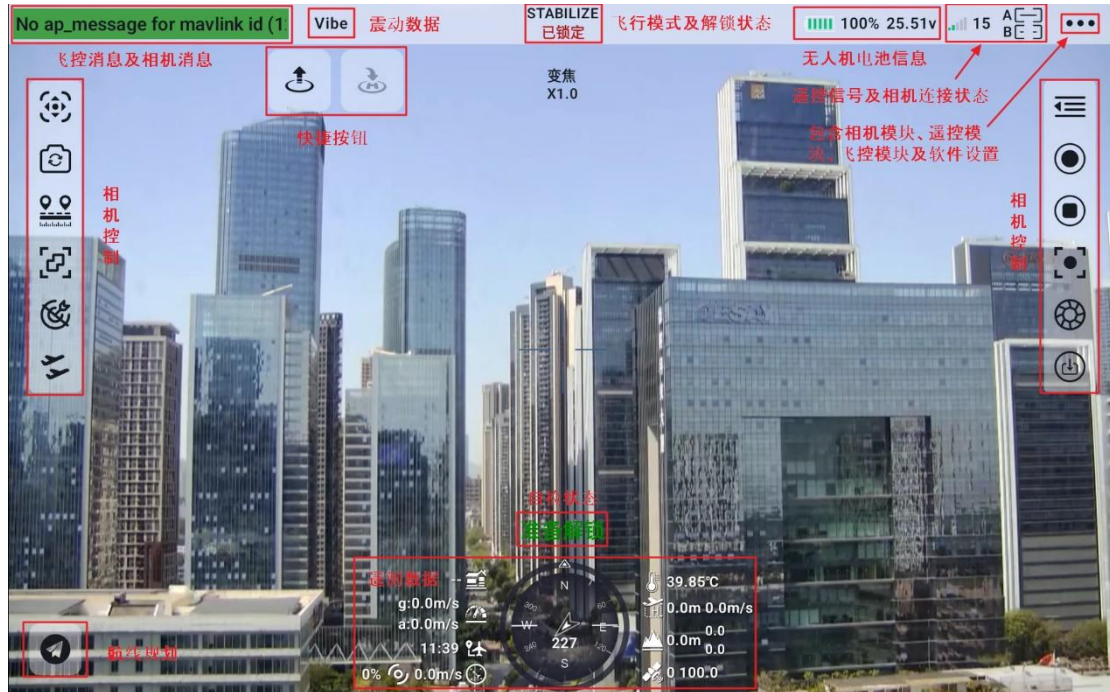 No ap_message for mavlink id (1
Vibe
震动数据
STABILIZE
已锁定
飞行模式及解锁状态
100% 25.51v
15
A
B
飞控消息及相机消息
无人机电池信息
变焦
X1.0
遥控信号及相机连接状态
快捷按钮
包含相机模块、遥控模
块、飞控模块及软件设置
相机控制
相机控制
自检状态
准备解锁
遥测数据
--
N
39.85℃
g:0.0m/s
a:0.0m/s
300
60
0.0m 0.0m/s
W
E
227
240
120
0.0m
0.0
0.0
11:39
S
0% 0.0m/s
0 100.0
航线规划